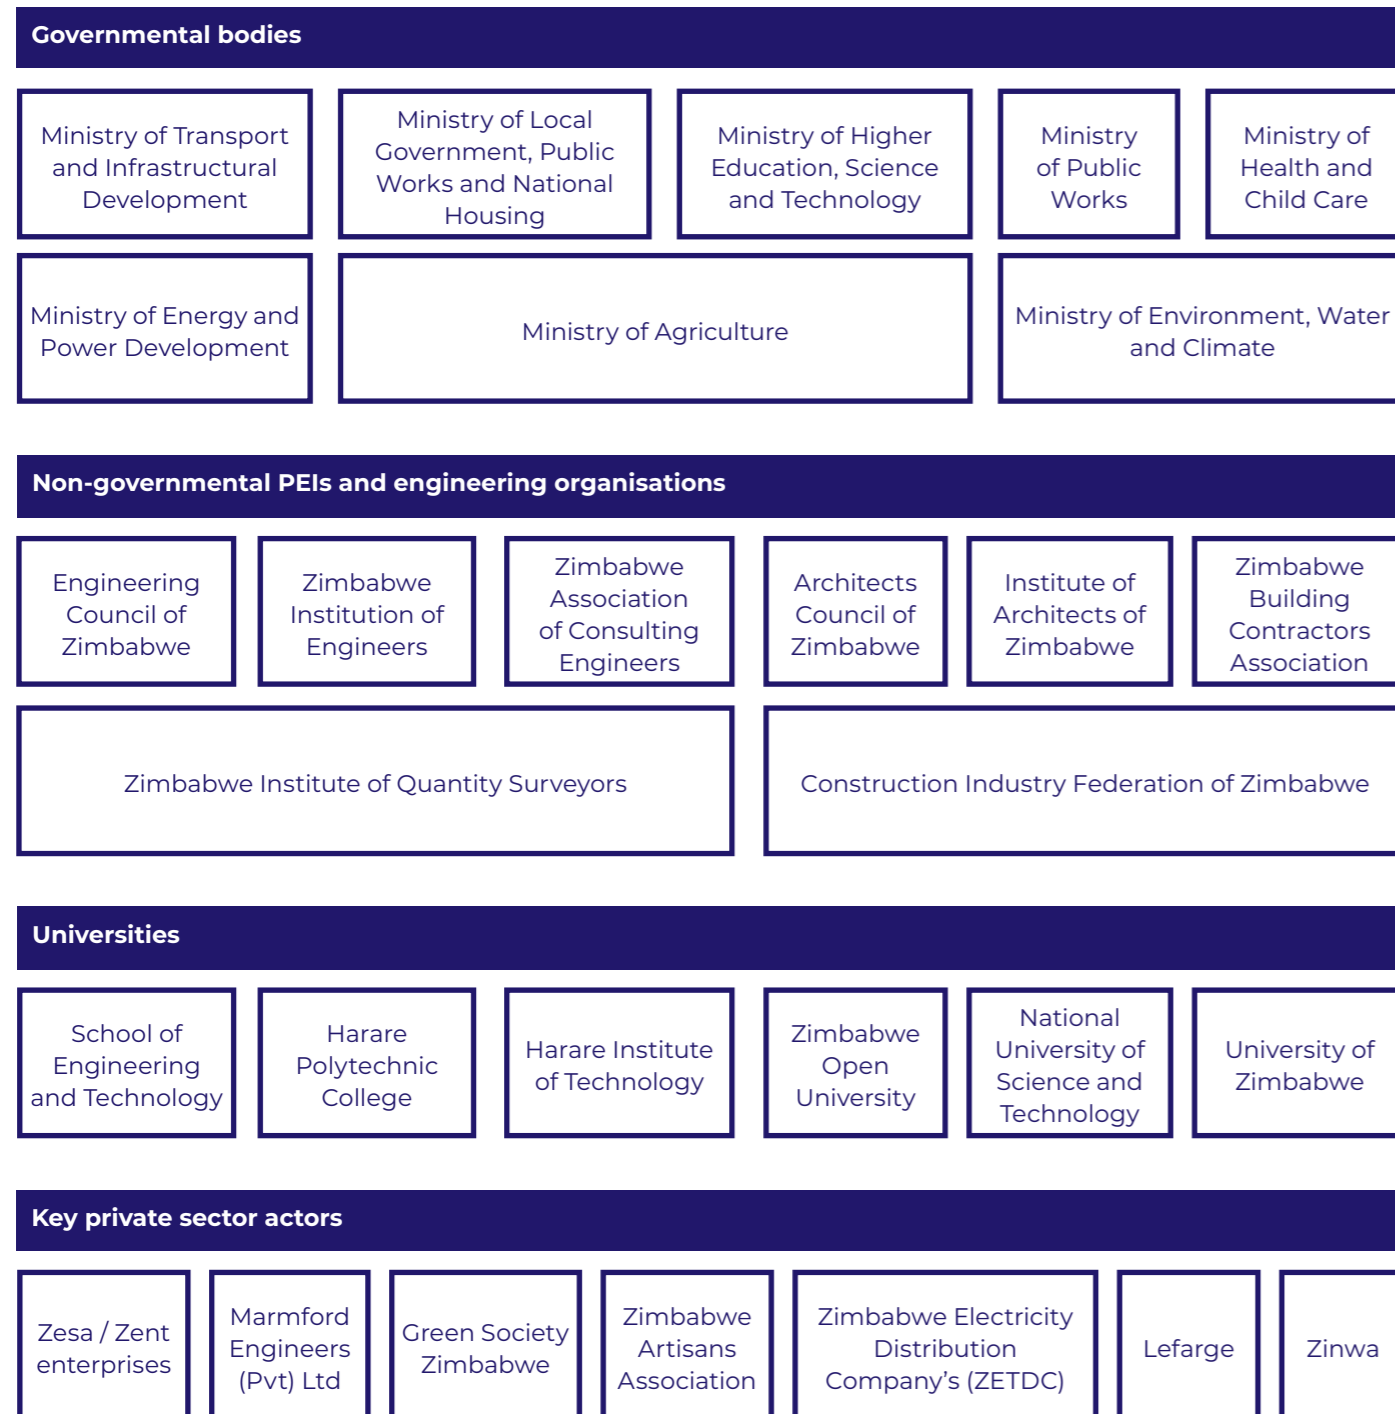 Governmental bodies
Ministry of Transport
and Infrastructural
Development
Ministry of Local
Government, Public
Works and National
Housing
Ministry of Higher
Education, Science
and Technology
Ministry
of Public
Works
Ministry of
Health and
Child Care
Ministry of Energy and
Power Development
Ministry of Agriculture
Ministry of Environment, Water
and Climate
Non-governmental PEIs and engineering organisations
Engineering
Council of
Zimbabwe
Zimbabwe
Institution of
Engineers
Zimbabwe
Association
of Consulting
Engineers
Architects
Council of
Zimbabwe
Institute of
Architects of
Zimbabwe
Zimbabwe
Building
Contractors
Association
Zimbabwe Institute of Quantity Surveyors
Construction Industry Federation of Zimbabwe
Universities
School of
Engineering
and Technology
Harare
Polytechnic
College
Harare Institute
of Technology
Zimbabwe
Open
University
National
University of
Science and
Technology
University of
Zimbabwe
Key private sector actors
Zesa / Zent
enterprises
Marmford
Engineers
(Pvt) Ltd
Green Society
Zimbabwe
Zimbabwe
Artisans
Association
Zimbabwe Electricity
Distribution
Company’s (ZETDC)
Lefarge
Zinwa